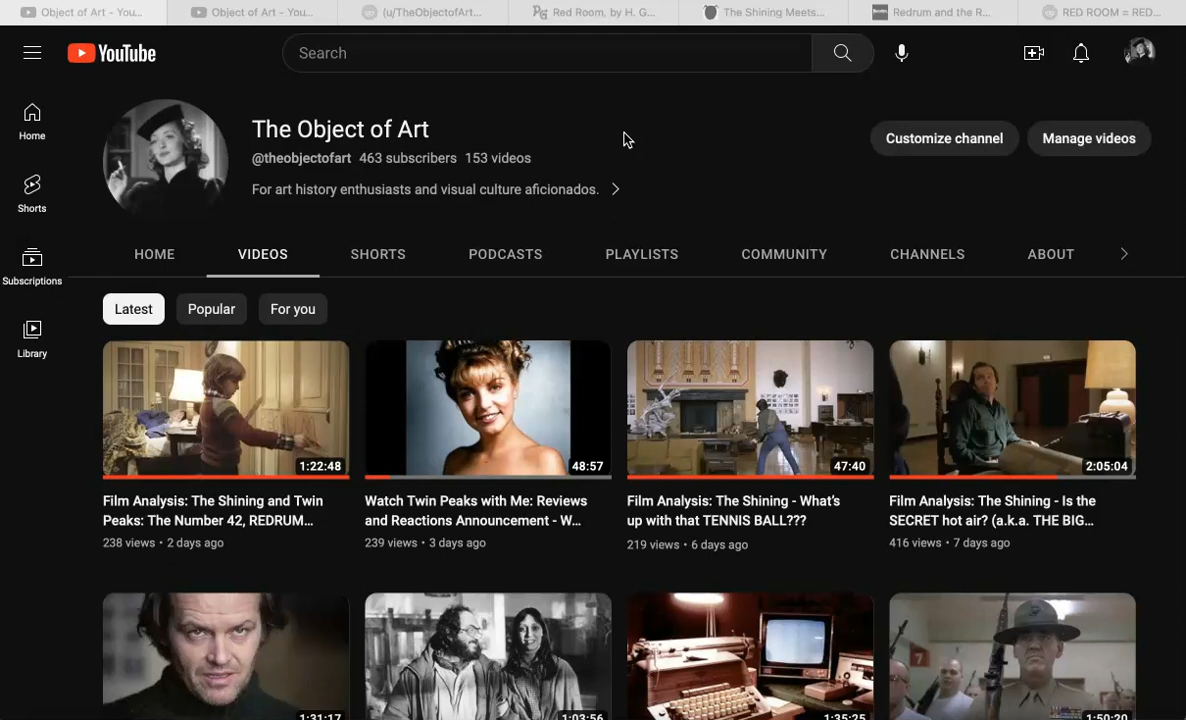 Object of Art - You...
Object of Art - You...
(u/TheObjectofArt...
Red Room, by H. G...
The Shining Meets...
Redrum and the R...
RED ROOM = RED...
YouTube
Search
Home
Shorts
Subscriptions
Library
The Object of Art
@theobjectofart 463 subscribers 153 videos
For art history enthusiasts and visual culture aficionados.
Customize channel
Manage videos
HOME
VIDEOS
SHORTS
PODCASTS
PLAYLISTS
COMMUNITY
CHANNELS
ABOUT
Latest
Popular
For you
1:22:48
Film Analysis: The Shining and Twin
Peaks: The Number 42, REDRUM...
238 views • 2 days ago
48:57
Watch Twin Peaks with Me: Reviews
and Reactions Announcement - W...
239 views • 3 days ago
47:40
Film Analysis: The Shining - What's
up with that TENNIS BALL???
219 views • 6 days ago
2:05:04
Film Analysis: The Shining - Is the
SECRET hot air? (a.k.a. THE BIG...
416 views • 7 days ago
1:31:17
1:03:56
1:35:25
7
1:50:20